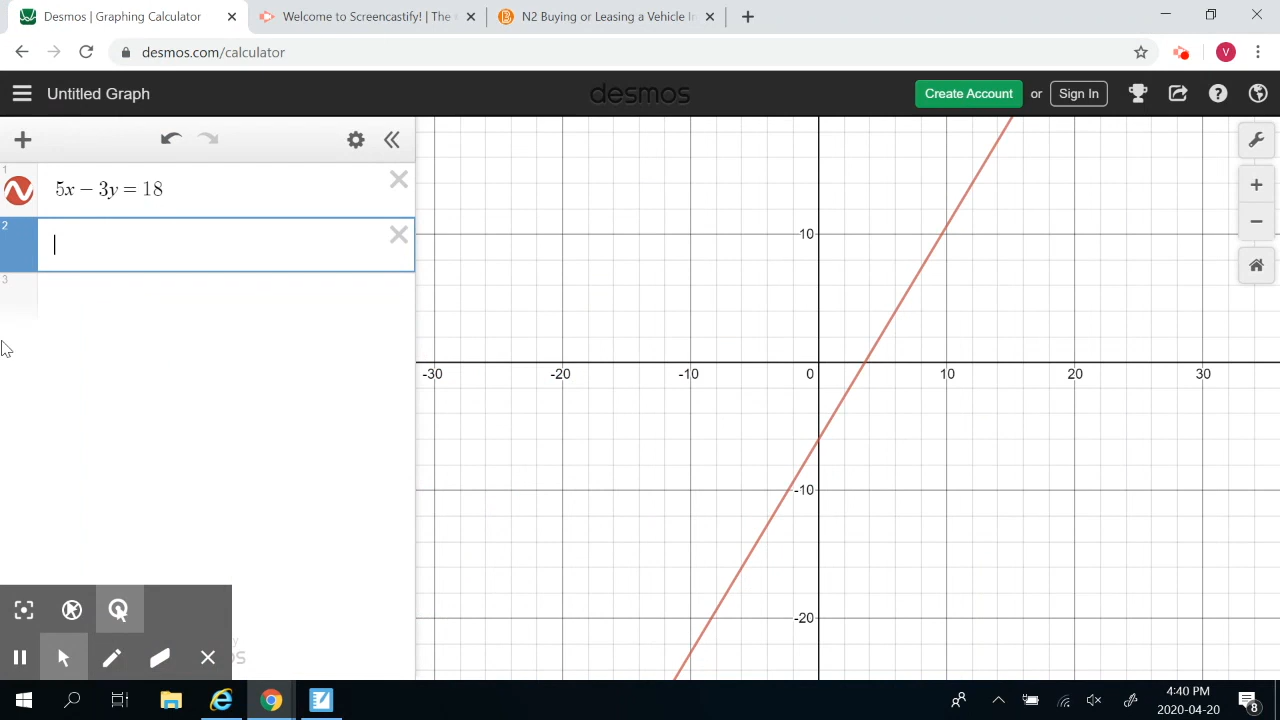 Desmos | Graphing Calculator
Welcome to Screencastify! | The
N2 Buying or Leasing a Vehicle In
desmos.com/calculator
V
Untitled Graph
desmos
Create Account
or
Sign In
1
5x − 3y = 18
2
3
10
-30
-20
-10
0
10
20
30
-10
-20
4:40 PM
2020-04-20
8